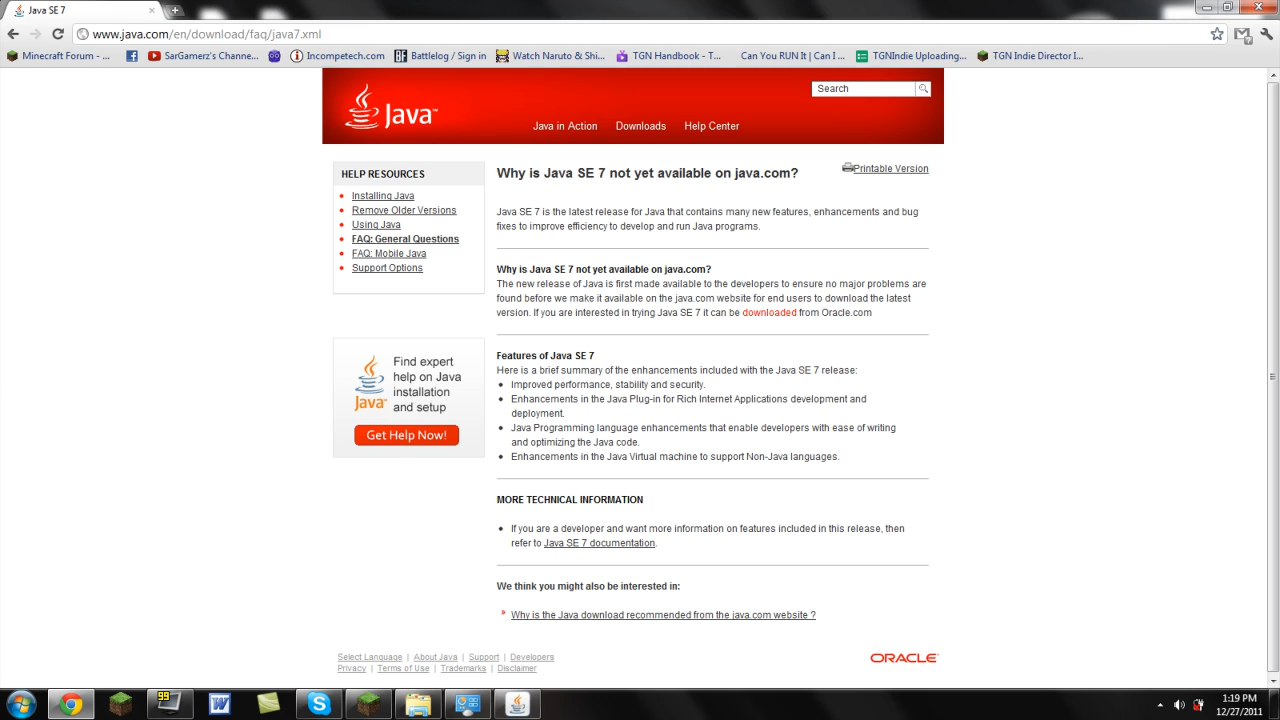 Java SE 7
www.java.com/en/download/faq/java7.xml
Minecraft Forum - ...
SarGamerz's Channe...
Incompetech.com
Battlelog / Sign in
Watch Naruto & Shi...
TGN Handbook - T...
Can You RUN It | Can I ...
TGNIndie Uploading...
TGN Indie Director I...
Java™
Search
Java in Action
Downloads
Help Center
HELP RESOURCES
Installing Java
Remove Older Versions
Using Java
FAQ: General Questions
FAQ: Mobile Java
Support Options
Find expert
help on Java
installation
and setup
Java™
Get Help Now!
Why is Java SE 7 not yet available on java.com?
Printable Version
Java SE 7 is the latest release for Java that contains many new features, enhancements and bug
fixes to improve efficiency to develop and run Java programs.
Why is Java SE 7 not yet available on java.com?
The new release of Java is first made available to the developers to ensure no major problems are
found before we make it available on the java.com website for end users to download the latest
version. If you are interested in trying Java SE 7 it can be downloaded from Oracle.com
Features of Java SE 7
Here is a brief summary of the enhancements included with the Java SE 7 release:
Improved performance, stability and security.
Enhancements in the Java Plug-in for Rich Internet Applications development and
deployment.
Java Programming language enhancements that enable developers with ease of writing
and optimizing the Java code.
Enhancements in the Java Virtual machine to support Non-Java languages.
MORE TECHNICAL INFORMATION
If you are a developer and want more information on features included in this release, then
refer to Java SE 7 documentation.
We think you might also be interested in:
» Why is the Java download recommended from the java.com website ?
Select Language | About Java | Support | Developers
Privacy | Terms of Use | Trademarks | Disclaimer
ORACLE
99
1:19 PM
12/27/2011